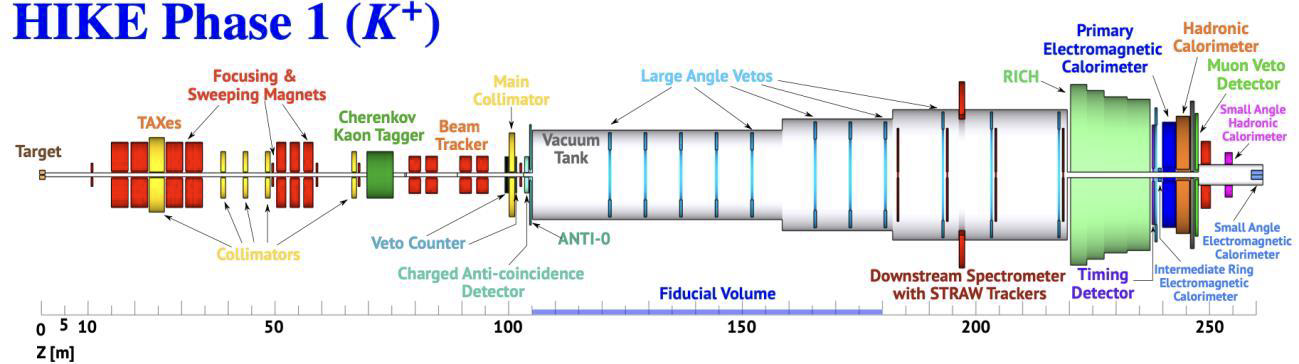 HIKE Phase 1 (K+)
Focusing &
Sweeping Magnets
TAXes
Target
Cherenkov
Kaon Tagger
Beam
Tracker
Main
Collimator
Vacuum
Tank
Large Angle Vetos
RICH
Primary
Electromagnetic
Calorimeter
Hadronic
Calorimeter
Muon Veto
Detector
Small Angle
Hadronic
Calorimeter
Collimators
Veto Counter
ANTI-0
Charged Anti-coincidence
Detector
Fiducial Volume
Downstream Spectrometer
with STRAW Trackers
Timing
Detector
Intermediate Ring
Electromagnetic
Calorimeter
Small Angle
Electromagnetic
Calorimeter
0 5 10 50 100 150 200 250
Z [m]